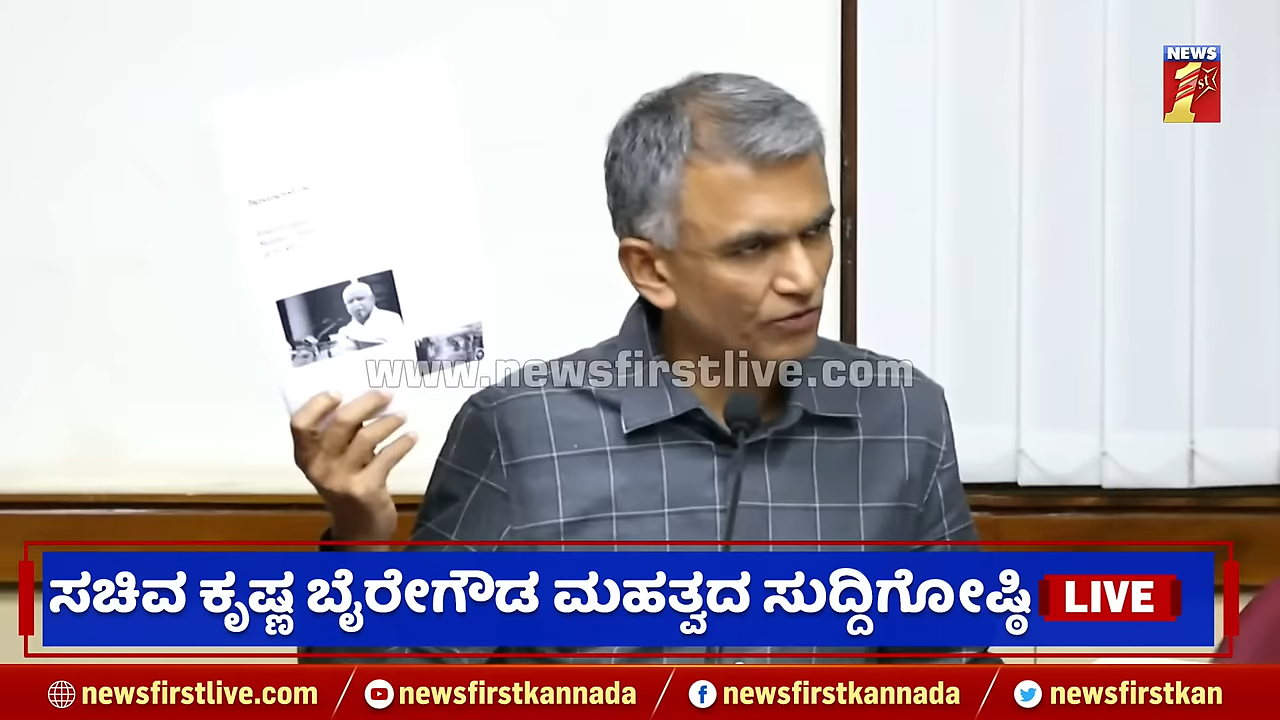 NEWS
1st
www.newsfirstlive.com
ಸಚಿವ ಕೃಷ್ಣ ಬೈರೇಗೌಡ ಮಹತ್ವದ ಸುದ್ದಿಗೋಷ್ಠಿ LIVE
newsfirstlive.com newsfirstkannada newsfirstkannada newsfirstkan